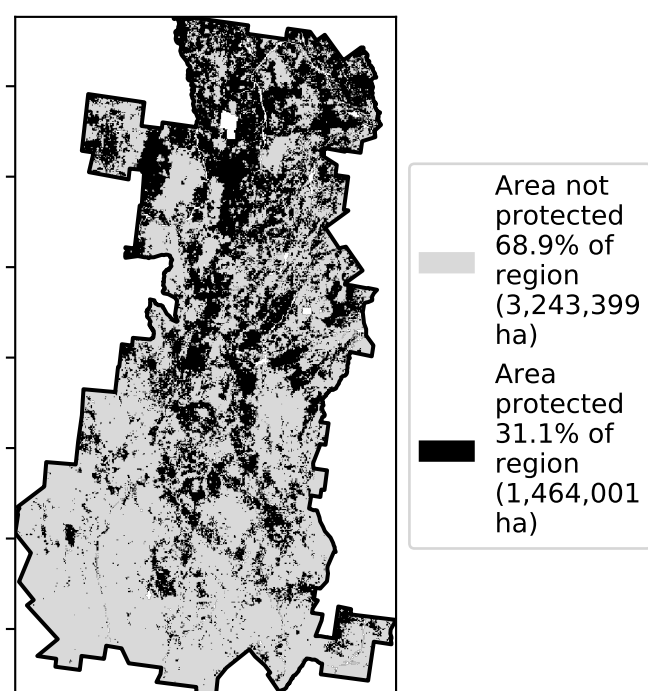 Area not
protected
68.9% of
region
(3,243,399
ha)
Area
protected
31.1% of
region
(1,464,001
ha)